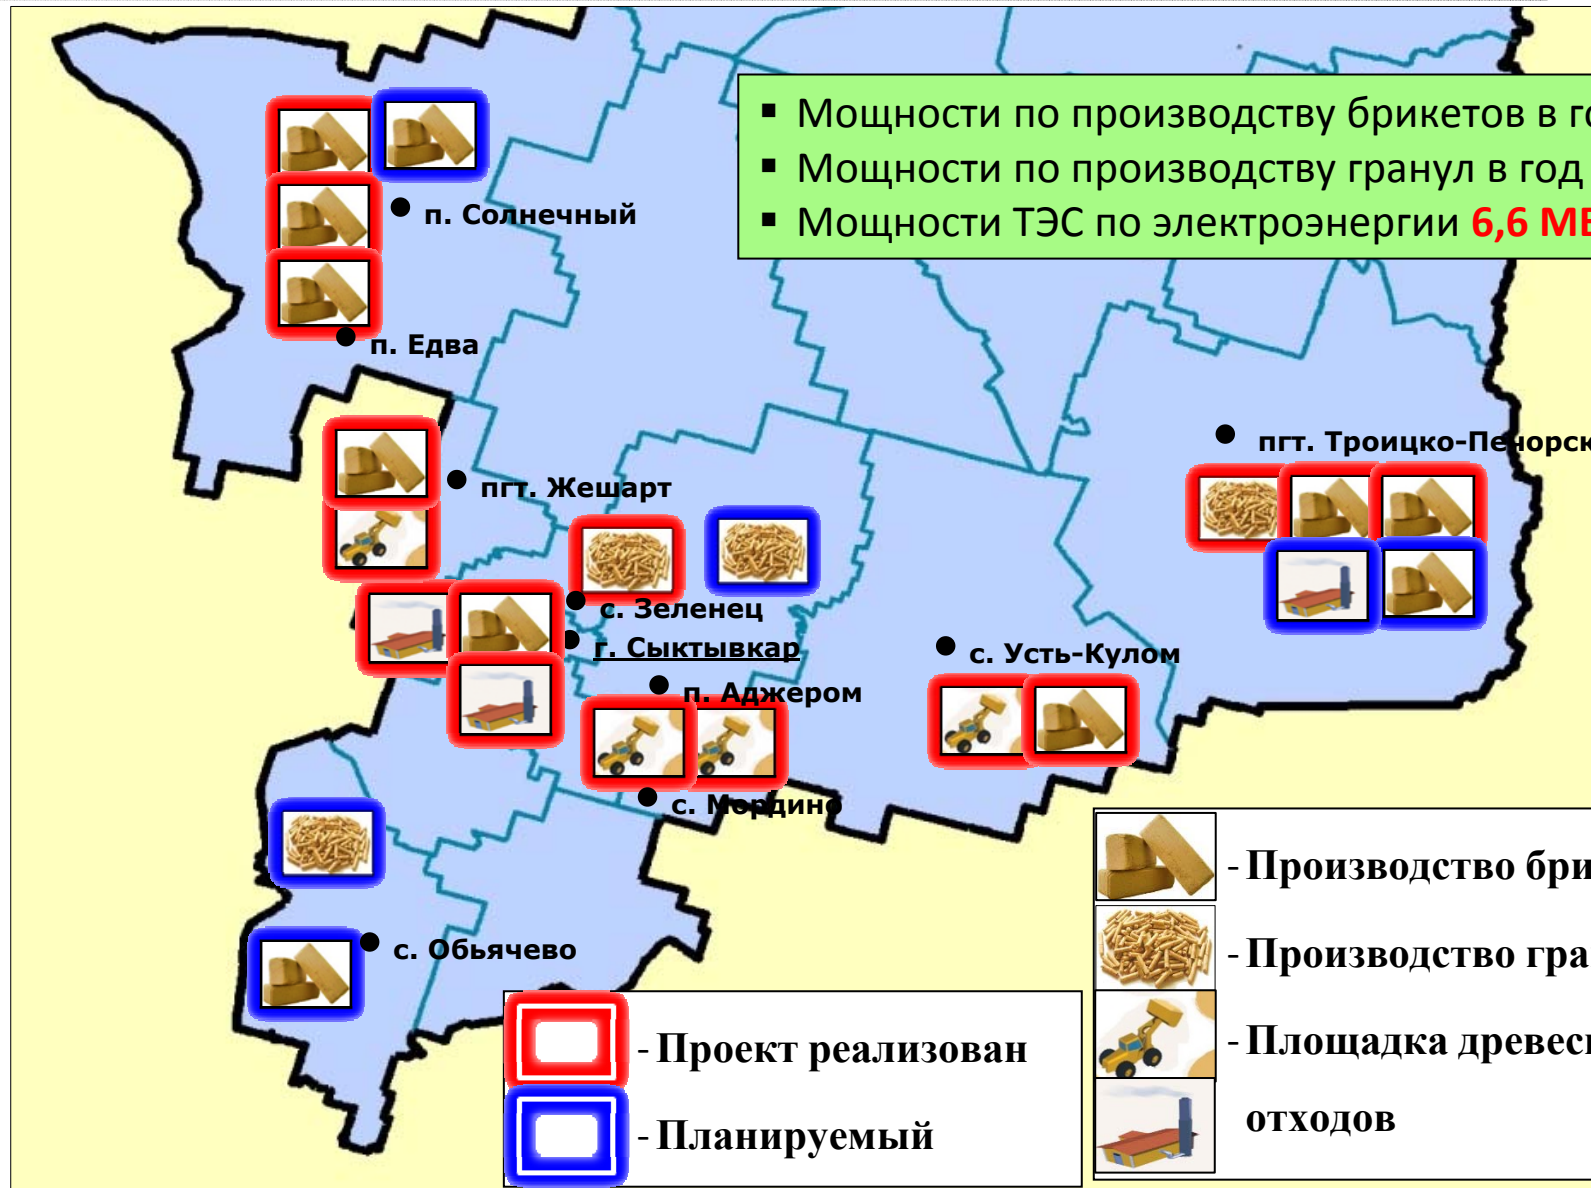 ▪ Мощности по производству брикетов в го
▪ Мощности по производству гранул в год
▪ Мощности ТЭС по электроэнергии 6,6 МВ
п. Солнечный
п. Едва
пгт. Троицко-Печорск
пгт. Жешарт
с. Зеленец
г. Сыктывкар
с. Усть-Кулом
п. Аджером
с. Мордино
с. Обьячево
- Производство бри
- Производство гра
- Площадка древес
отходов
- Проект реализован
- Планируемый